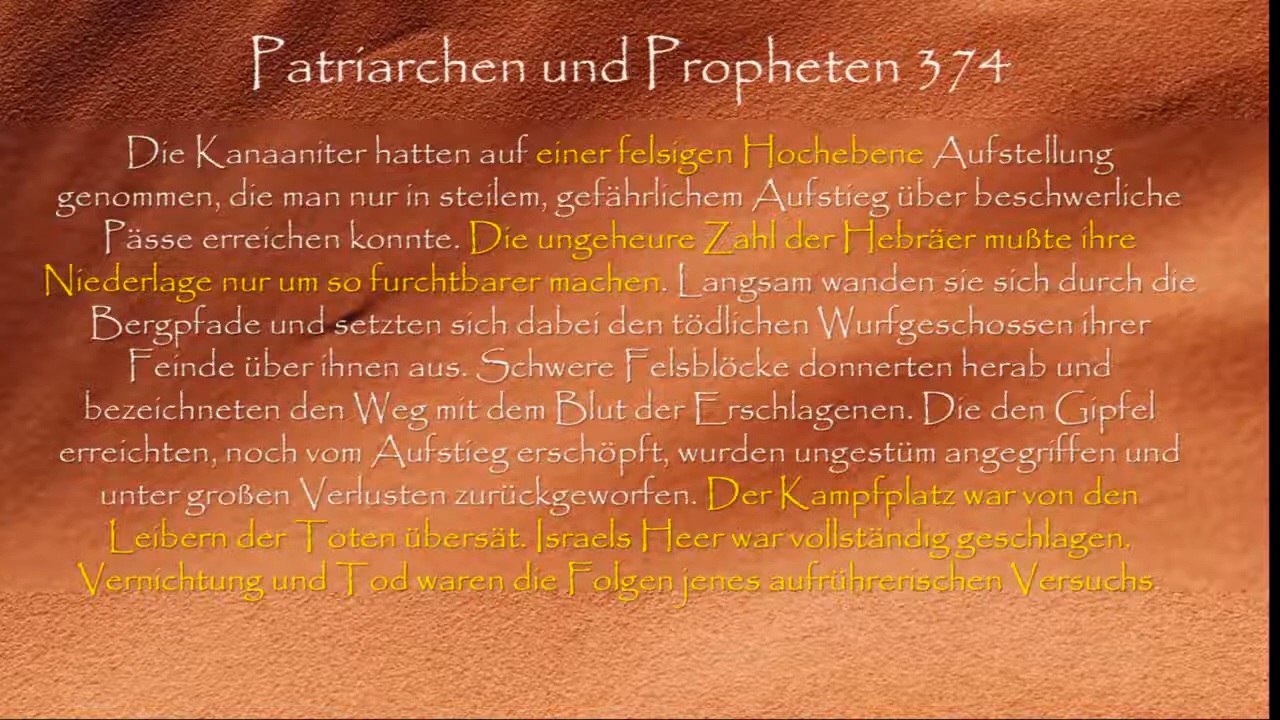 Patriarchen und Propheten 374
Die Kanaaniter hatten auf einer felsigen Hochebene Aufstellung
genommen, die man nur in steilem, gefährlichem Aufstieg über beschwerliche
Pässe erreichen konnte. Die ungeheure Zahl der Hebräer mußte ihre
Niederlage nur um so furchtbarer machen. Langsam wanden sie sich durch die
Bergpfade und setzten sich dabei den tödlichen Wurfgeschossen ihrer
Feinde über ihnen aus. Schwere Felsblöcke donnerten herab und
bezeichneten den Weg mit dem Blut der Erschlagenen. Die den Gipfel
erreichten, noch vom Aufstieg erschöpft, wurden ungestüm angegriffen und
unter großen Verlusten zurückgeworfen. Der Kampfplatz war von den
Leibern der Toten übersät. Israels Heer war vollständig geschlagen.
Vernichtung und Tod waren die Folgen jenes aufrührerischen Versuchs.